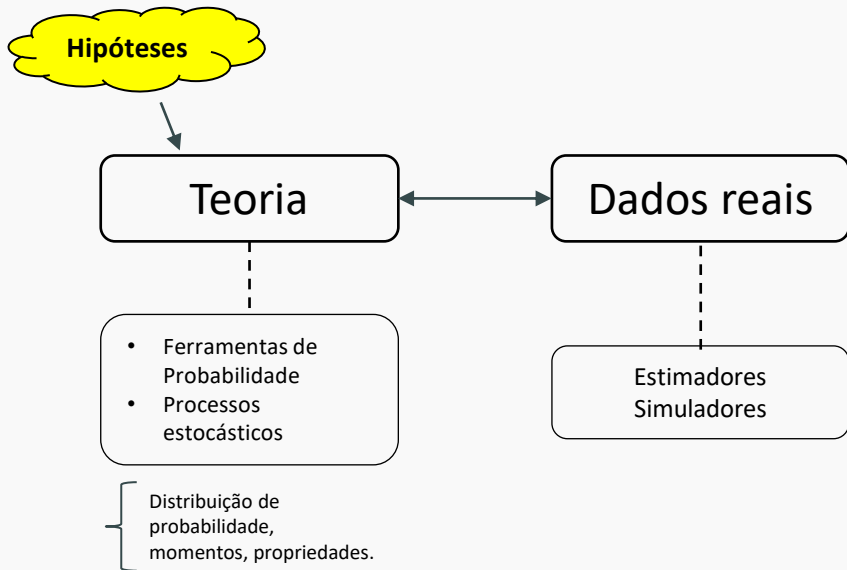 Hipóteses
Teoria
Dados reais
• Ferramentas de
Probabilidade
• Processos
estocásticos
Estimadores
Simuladores
Distribuição de
probabilidade,
momentos, propriedades.